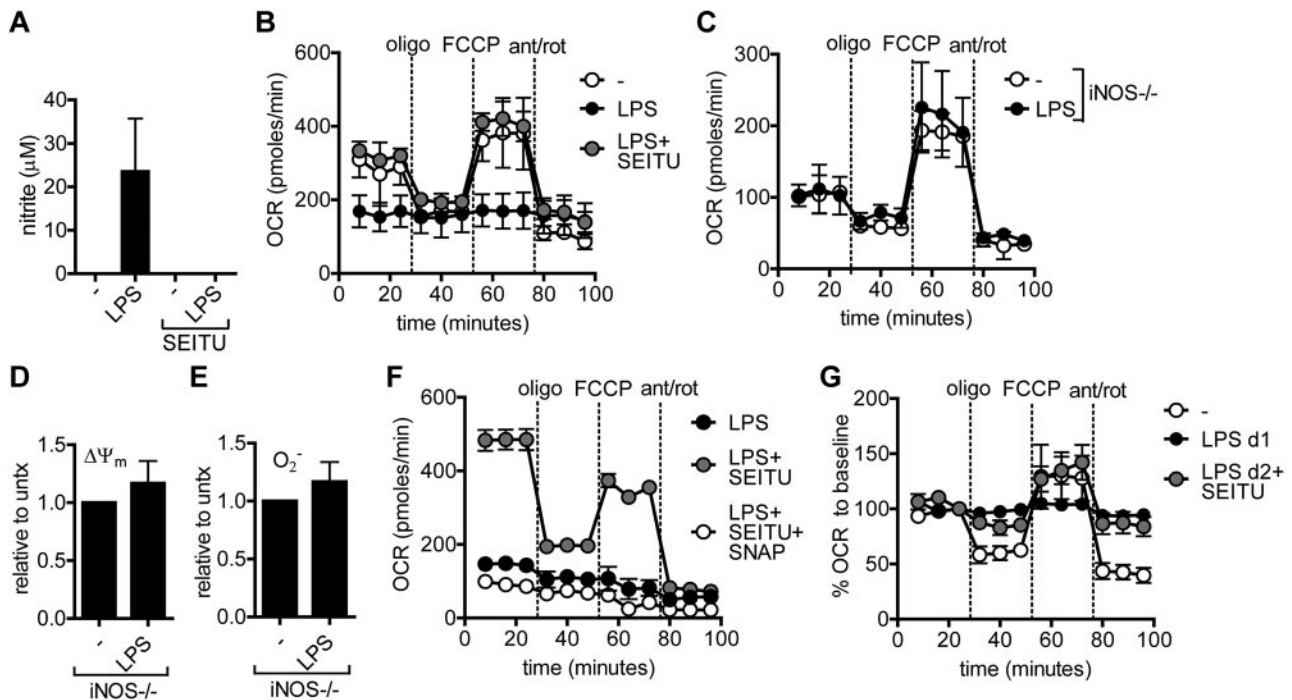 A
nitrite (μM)
40
30
20
10
0
-
LPS
-
LPS
SEITU
B
oligo FCCP ant/rot
OCR (pmoles/min)
600
400
200
0
0 20 40 60 80 100
time (minutes)
-
LPS
LPS+
SEITU
C
oligo FCCP ant/rot
OCR (pmoles/min)
300
200
100
0
0 20 40 60 80 100
time (minutes)
-
LPS
iNOS-/-
D
relative to untx
1.5
1.0
0.5
0.0
ΔΨm
-
LPS
iNOS-/-
E
relative to untx
1.5
1.0
0.5
0.0
O2-
-
LPS
iNOS-/-
F
oligo FCCP ant/rot
OCR (pmoles/min)
600
400
200
0
0 20 40 60 80 100
time (minutes)
LPS
LPS+
SEITU
LPS+
SEITU+
SNAP
G
oligo FCCP ant/rot
% OCR to baseline
200
150
100
50
0
0 20 40 60 80 100
time (minutes)
-
LPS d1
LPS d2+
SEITU